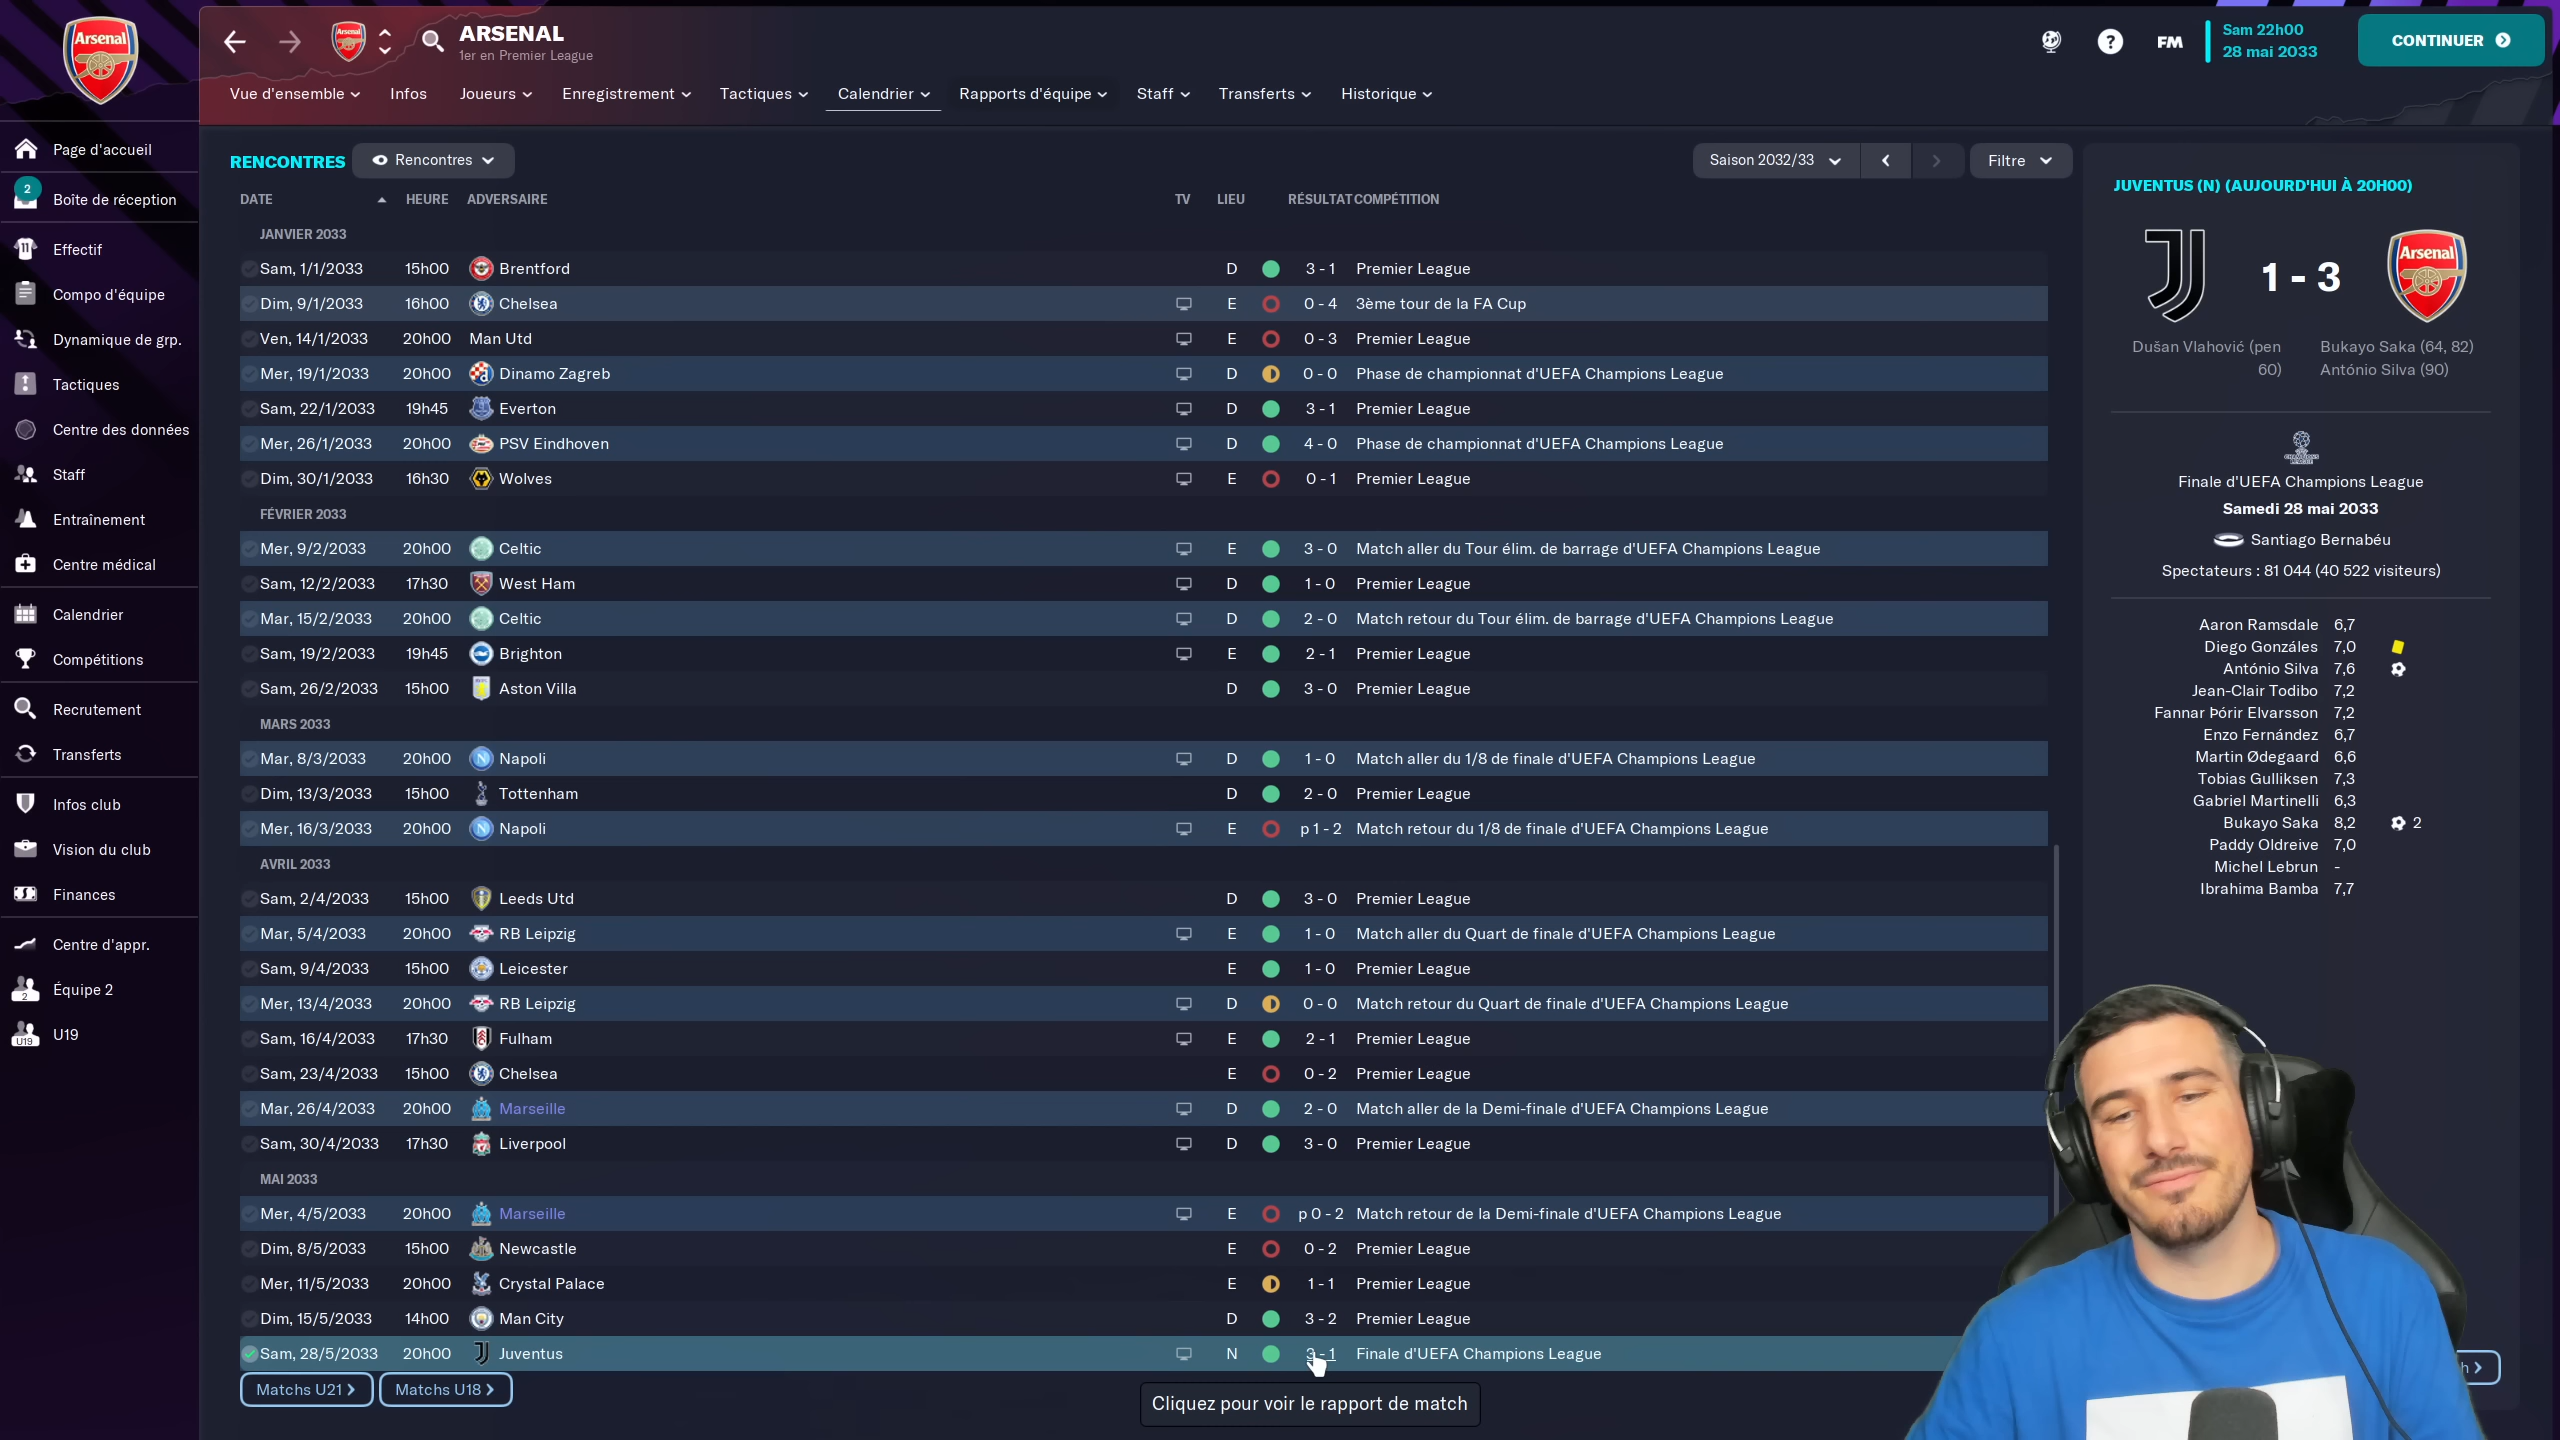 Arsenal
ARSENAL
1er en Premier League
FM
Sam 22h00
28 mai 2033
CONTINUER
Vue d'ensemble
Infos
Joueurs
Enregistrement
Tactiques
Calendrier
Rapports d'équipe
Staff
Transferts
Historique
Page d'accueil
2
Boîte de réception
Effectif
Compo d'équipe
Dynamique de grp.
Tactiques
Centre des données
Staff
Entraînement
Centre médical
Calendrier
Compétitions
Recrutement
Transferts
Infos club
Vision du club
Finances
Centre d'appr.
Équipe 2
U19
RENCONTRES Rencontres Saison 2032/33 Filtre
DATE HEURE ADVERSAIRE TV LIEU RÉSULTAT COMPÉTITION
JANVIER 2033
Sam, 1/1/2033 15h00 Brentford D 3 - 1 Premier League
Dim, 9/1/2033 16h00 Chelsea E 0 - 4 3ème tour de la FA Cup
Ven, 14/1/2033 20h00 Man Utd E 0 - 3 Premier League
Mer, 19/1/2033 20h00 Dinamo Zagreb D 0 - 0 Phase de championnat d'UEFA Champions League
Sam, 22/1/2033 19h45 Everton D 3 - 1 Premier League
Mer, 26/1/2033 20h00 PSV Eindhoven D 4 - 0 Phase de championnat d'UEFA Champions League
Dim, 30/1/2033 16h30 Wolves E 0 - 1 Premier League
FÉVRIER 2033
Mer, 9/2/2033 20h00 Celtic E 3 - 0 Match aller du Tour élim. de barrage d'UEFA Champions League
Sam, 12/2/2033 17h30 West Ham D 1 - 0 Premier League
Mar, 15/2/2033 20h00 Celtic D 2 - 0 Match retour du Tour élim. de barrage d'UEFA Champions League
Sam, 19/2/2033 19h45 Brighton E 2 - 1 Premier League
Sam, 26/2/2033 15h00 Aston Villa D 3 - 0 Premier League
MARS 2033
Mar, 8/3/2033 20h00 Napoli D 1 - 0 Match aller du 1/8 de finale d'UEFA Champions League
Dim, 13/3/2033 15h00 Tottenham D 2 - 0 Premier League
Mer, 16/3/2033 20h00 Napoli E p 1 - 2 Match retour du 1/8 de finale d'UEFA Champions League
AVRIL 2033
Sam, 2/4/2033 15h00 Leeds Utd D 3 - 0 Premier League
Mar, 5/4/2033 20h00 RB Leipzig E 1 - 0 Match aller du Quart de finale d'UEFA Champions League
Sam, 9/4/2033 15h00 Leicester E 1 - 0 Premier League
Mer, 13/4/2033 20h00 RB Leipzig D 0 - 0 Match retour du Quart de finale d'UEFA Champions League
Sam, 16/4/2033 17h30 Fulham E 2 - 1 Premier League
Sam, 23/4/2033 15h00 Chelsea E 0 - 2 Premier League
Mar, 26/4/2033 20h00 Marseille D 2 - 0 Match aller de la Demi-finale d'UEFA Champions League
Sam, 30/4/2033 17h30 Liverpool D 3 - 0 Premier League
MAI 2033
Mer, 4/5/2033 20h00 Marseille E p 0 - 2 Match retour de la Demi-finale d'UEFA Champions League
Dim, 8/5/2033 15h00 Newcastle E 0 - 2 Premier League
Mer, 11/5/2033 20h00 Crystal Palace E 1 - 1 Premier League
Dim, 15/5/2033 14h00 Man City D 3 - 2 Premier League
Sam, 28/5/2033 20h00 Juventus N 3 - 1 Finale d'UEFA Champions League
Matchs U21 Matchs U18
Cliquez pour voir le rapport de match
JUVENTUS (N) (AUJOURD'HUI À 20H00)
1 - 3
Arsenal
Dušan Vlahović (pen
60)
Bukayo Saka (64, 82)
António Silva (90)
Finale d'UEFA Champions League
Samedi 28 mai 2033
Santiago Bernabéu
Spectateurs : 81 044 (40 522 visiteurs)
Aaron Ramsdale 6,7
Diego Gonzáles 7,0
António Silva 7,6
Jean-Clair Todibo 7,2
Fannar Þórir Elvarsson 7,2
Enzo Fernández 6,7
Martin Ødegaard 6,6
Tobias Gulliksen 7,3
Gabriel Martinelli 6,3
Bukayo Saka 8,2 2
Paddy Oldreive 7,0
Michel Lebrun -
Ibrahima Bamba 7,7